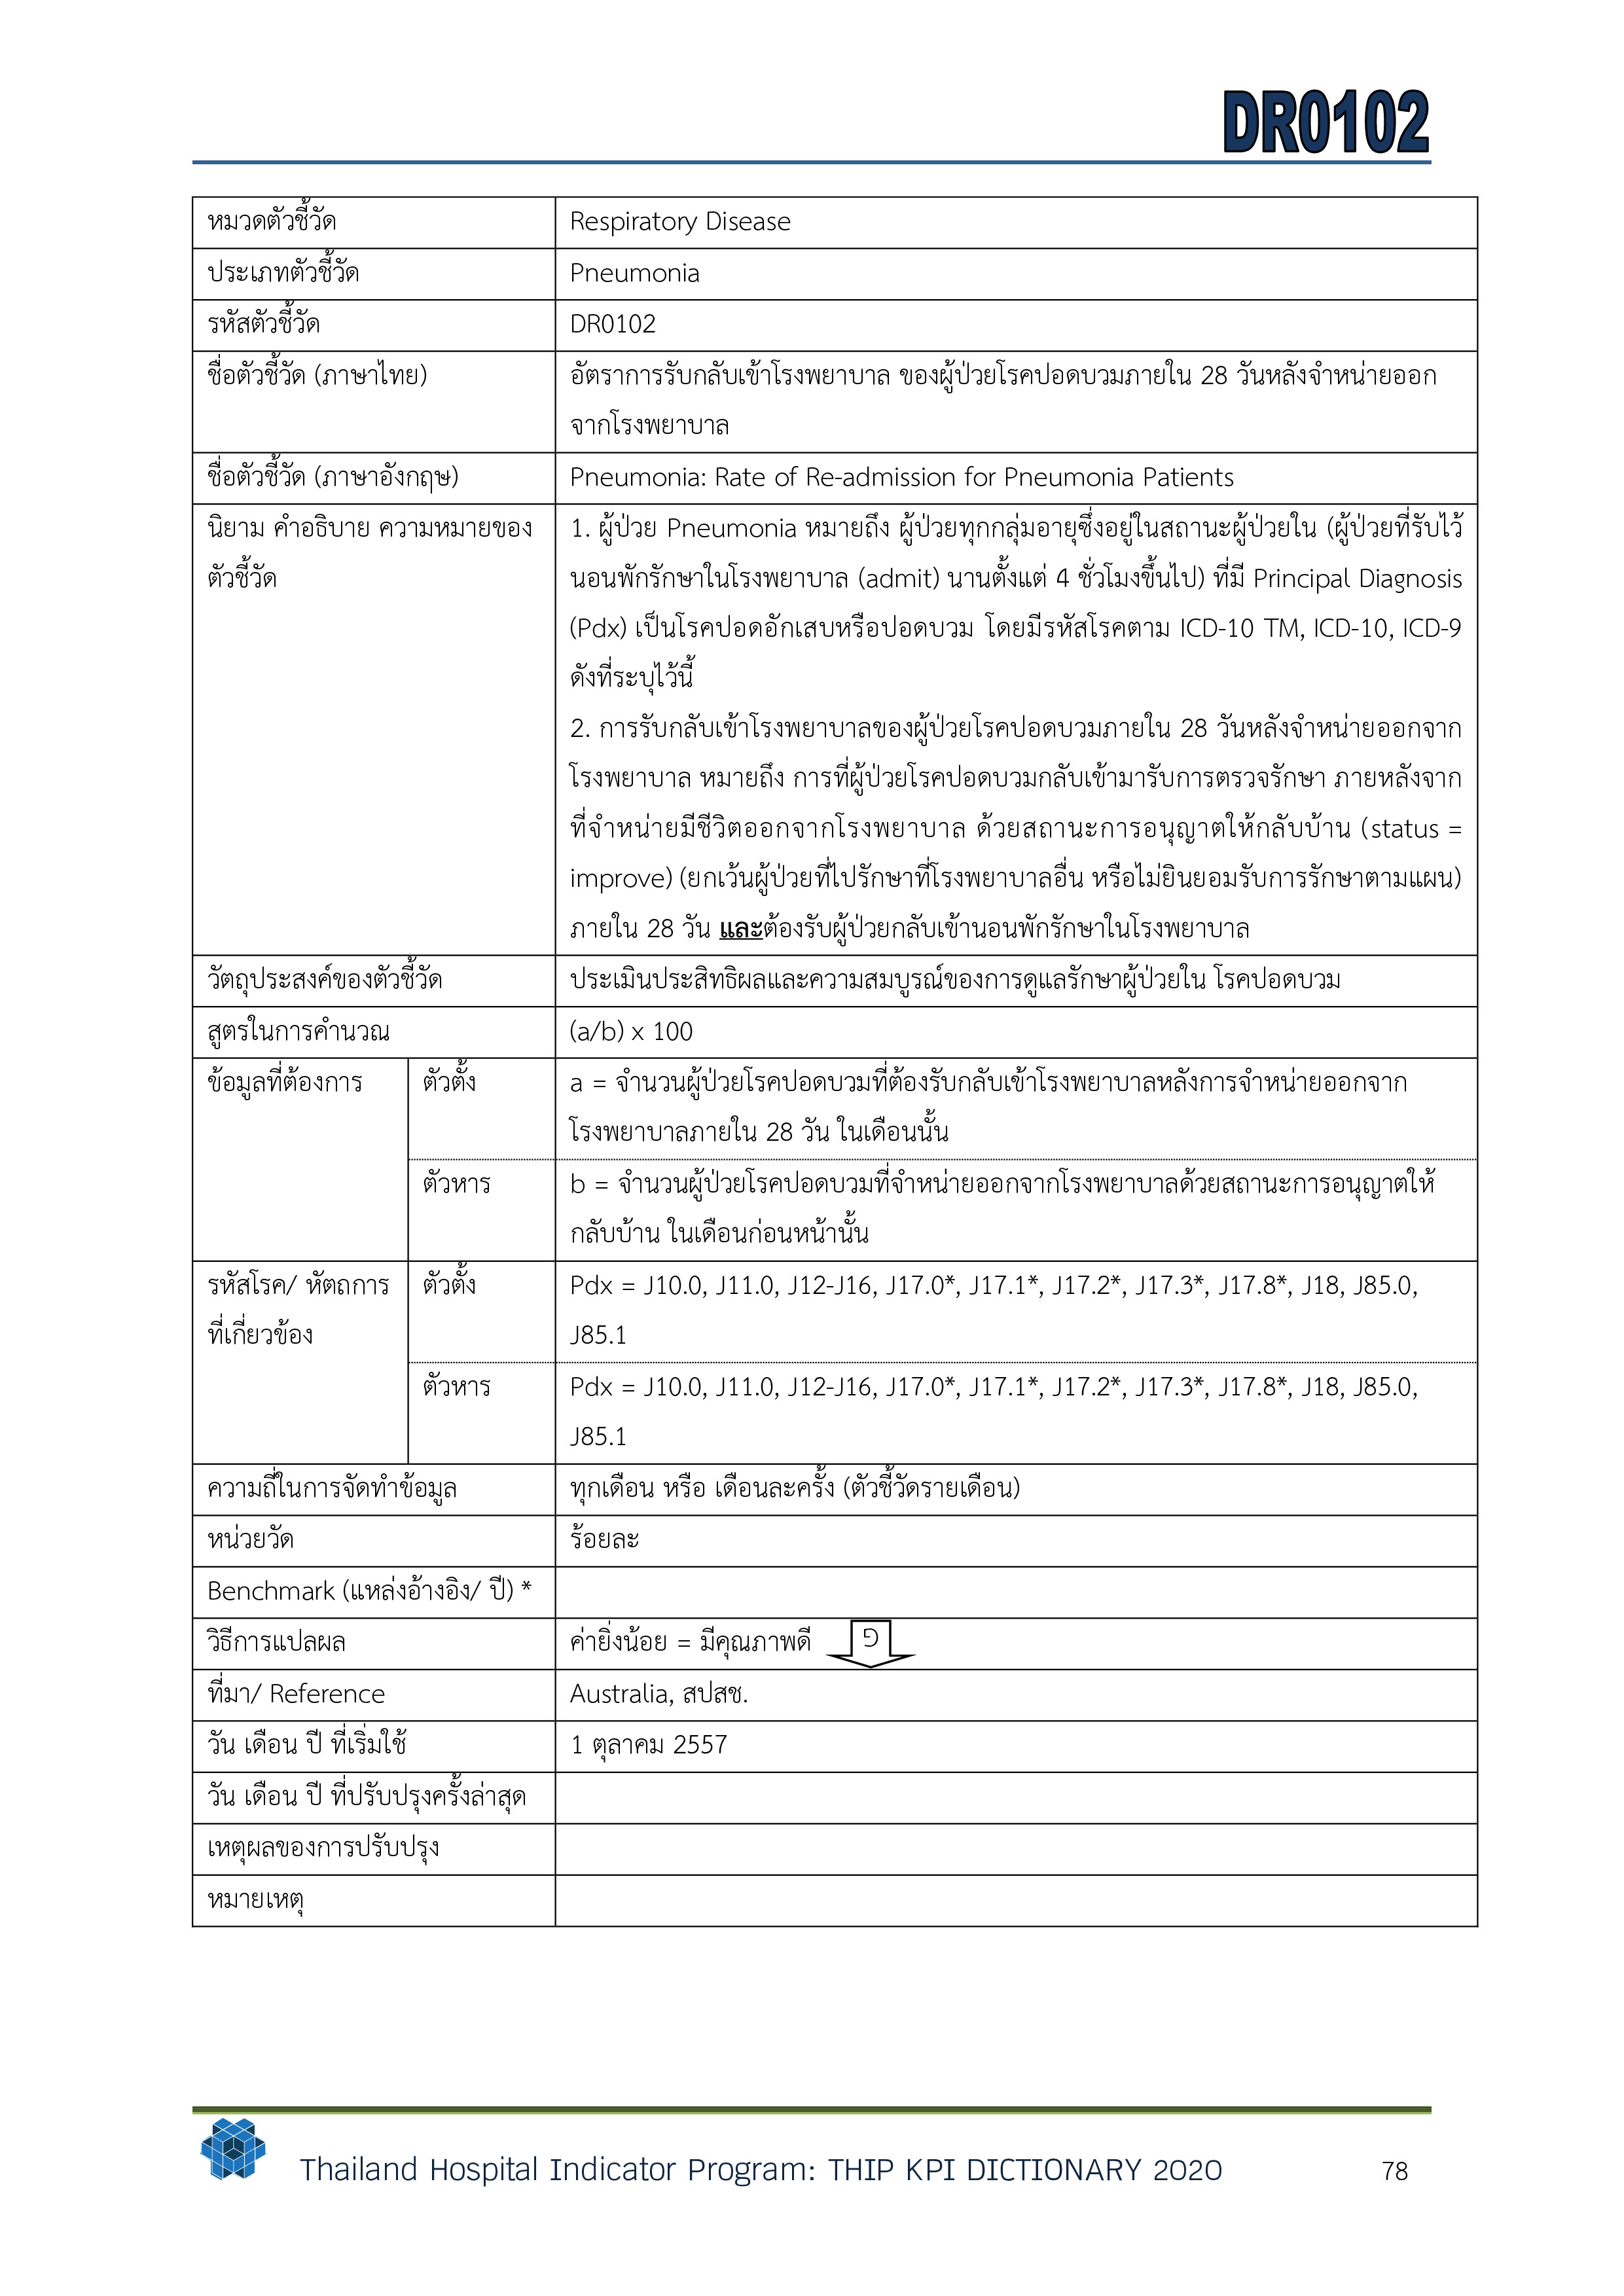 DR0102
หมวดตัวชี้วัด
Respiratory Disease
ประเภทตัวชี้วัด
Pneumonia
รหัสตัวชี้วัด
DR0102
ชื่อตัวชี้วัด (ภาษาไทย)
อัตราการรับกลับเข้าโรงพยาบาล ของผู้ป่วยโรคปอดบวมภายใน 28 วันหลังจำหน่ายออก
จากโรงพยาบาล
ชื่อตัวชี้วัด (ภาษาอังกฤษ)
Pneumonia: Rate of Re-admission for Pneumonia Patients
นิยาม คำอธิบาย ความหมายของ
ตัวชี้วัด
1. ผู้ป่วย Pneumonia หมายถึง ผู้ป่วยทุกกลุ่มอายุซึ่งอยู่ในสถานะผู้ป่วยใน (ผู้ป่วยที่รับไว้
นอนพักรักษาในโรงพยาบาล (admit) นานตั้งแต่ 4 ชั่วโมงขึ้นไป) ที่มี Principal Diagnosis
(Pdx) เป็นโรคปอดอักเสบหรือปอดบวม โดยมีรหัสโรคตาม ICD-10 TM, ICD-10, ICD-9
ดังที่ระบุไว้นี้
2. การรับกลับเข้าโรงพยาบาลของผู้ป่วยโรคปอดบวมภายใน 28 วันหลังจำหน่ายออกจาก
โรงพยาบาล หมายถึง การที่ผู้ป่วยโรคปอดบวมกลับเข้ามารับการตรวจรักษา ภายหลังจาก
ที่จำหน่ายมีชีวิตออกจากโรงพยาบาล ด้วยสถานะการอนุญาตให้กลับบ้าน (status =
improve) (ยกเว้นผู้ป่วยที่ไปรักษาที่โรงพยาบาลอื่น หรือไม่ยินยอมรับการรักษาตามแผน)
ภายใน 28 วัน และต้องรับผู้ป่วยกลับเข้านอนพักรักษาในโรงพยาบาล
วัตถุประสงค์ของตัวชี้วัด
ประเมินประสิทธิผลและความสมบูรณ์ของการดูแลรักษาผู้ป่วยใน โรคปอดบวม
สูตรในการคำนวณ
(a/b) x 100
ข้อมูลที่ต้องการ
ตัวตั้ง
a = จำนวนผู้ป่วยโรคปอดบวมที่ต้องรับกลับเข้าโรงพยาบาลหลังการจำหน่ายออกจาก
โรงพยาบาลภายใน 28 วัน ในเดือนนั้น
ตัวหาร
b = จำนวนผู้ป่วยโรคปอดบวมที่จำหน่ายออกจากโรงพยาบาลด้วยสถานะการอนุญาตให้
กลับบ้าน ในเดือนก่อนหน้านั้น
รหัสโรค/ หัตถการ
ที่เกี่ยวข้อง
ตัวตั้ง
Pdx = J10.0, J11.0, J12-J16, J17.0*, J17.1*, J17.2*, J17.3*, J17.8*, J18, J85.0,
J85.1
ตัวหาร
Pdx = J10.0, J11.0, J12-J16, J17.0*, J17.1*, J17.2*, J17.3*, J17.8*, J18, J85.0,
J85.1
ความถี่ในการจัดทำข้อมูล
ทุกเดือน หรือ เดือนละครั้ง (ตัวชี้วัดรายเดือน)
หน่วยวัด
ร้อยละ
Benchmark (แหล่งอ้างอิง/ ปี) *
วิธีการแปลผล
ค่ายิ่งน้อย = มีคุณภาพดี
ที่มา/ Reference
Australia, สปสช.
วัน เดือน ปี ที่เริ่มใช้
1 ตุลาคม 2557
วัน เดือน ปี ที่ปรับปรุงครั้งล่าสุด
เหตุผลของการปรับปรุง
หมายเหตุ
Thailand Hospital Indicator Program: THIP KPI DICTIONARY 2020
78